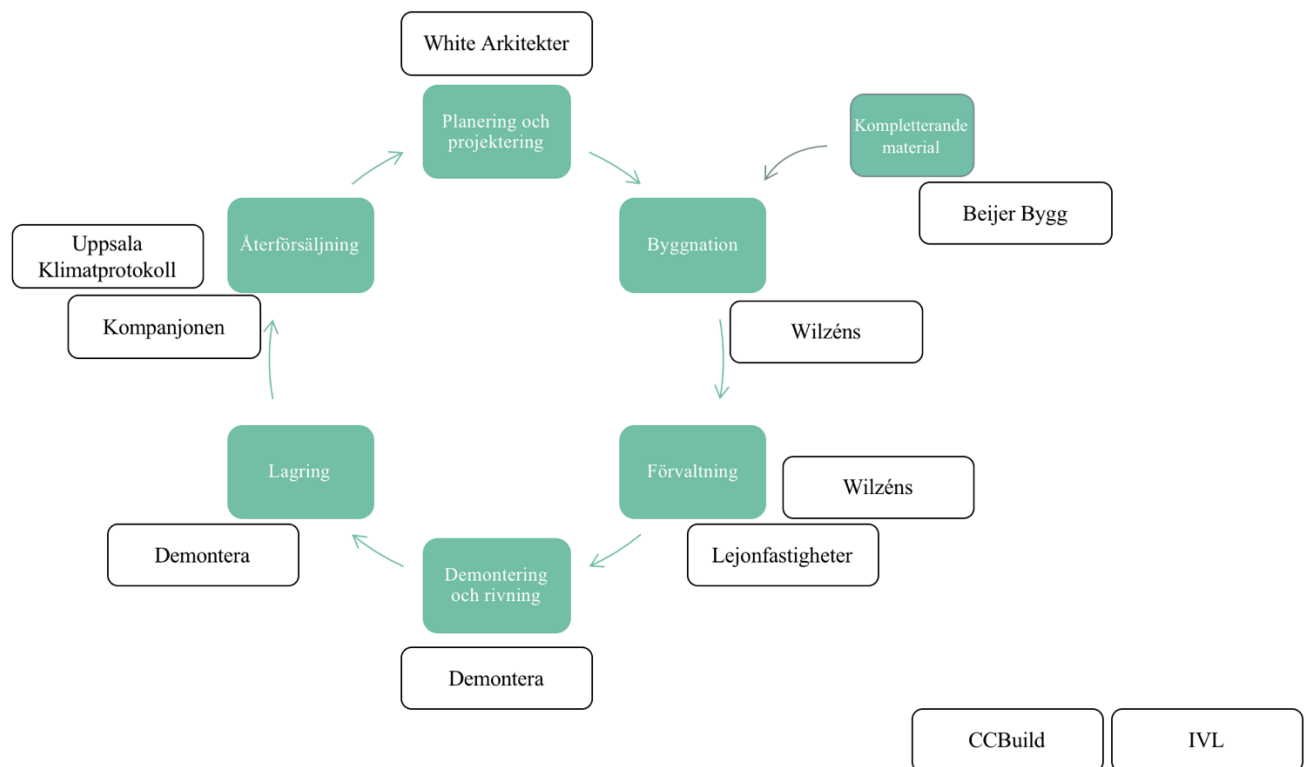 White Arkitekter
Planering och
projektering
Kompletterande
material
Beijer Bygg
Återförsäljning
Uppsala
Klimatprotokoll
Kompanjonen
Byggnation
Wilzéns
Lagring
Demontera
Förvaltning
Wilzéns
Lejonfastigheter
Demontering
och rivning
Demontera
CCBuild
IVL